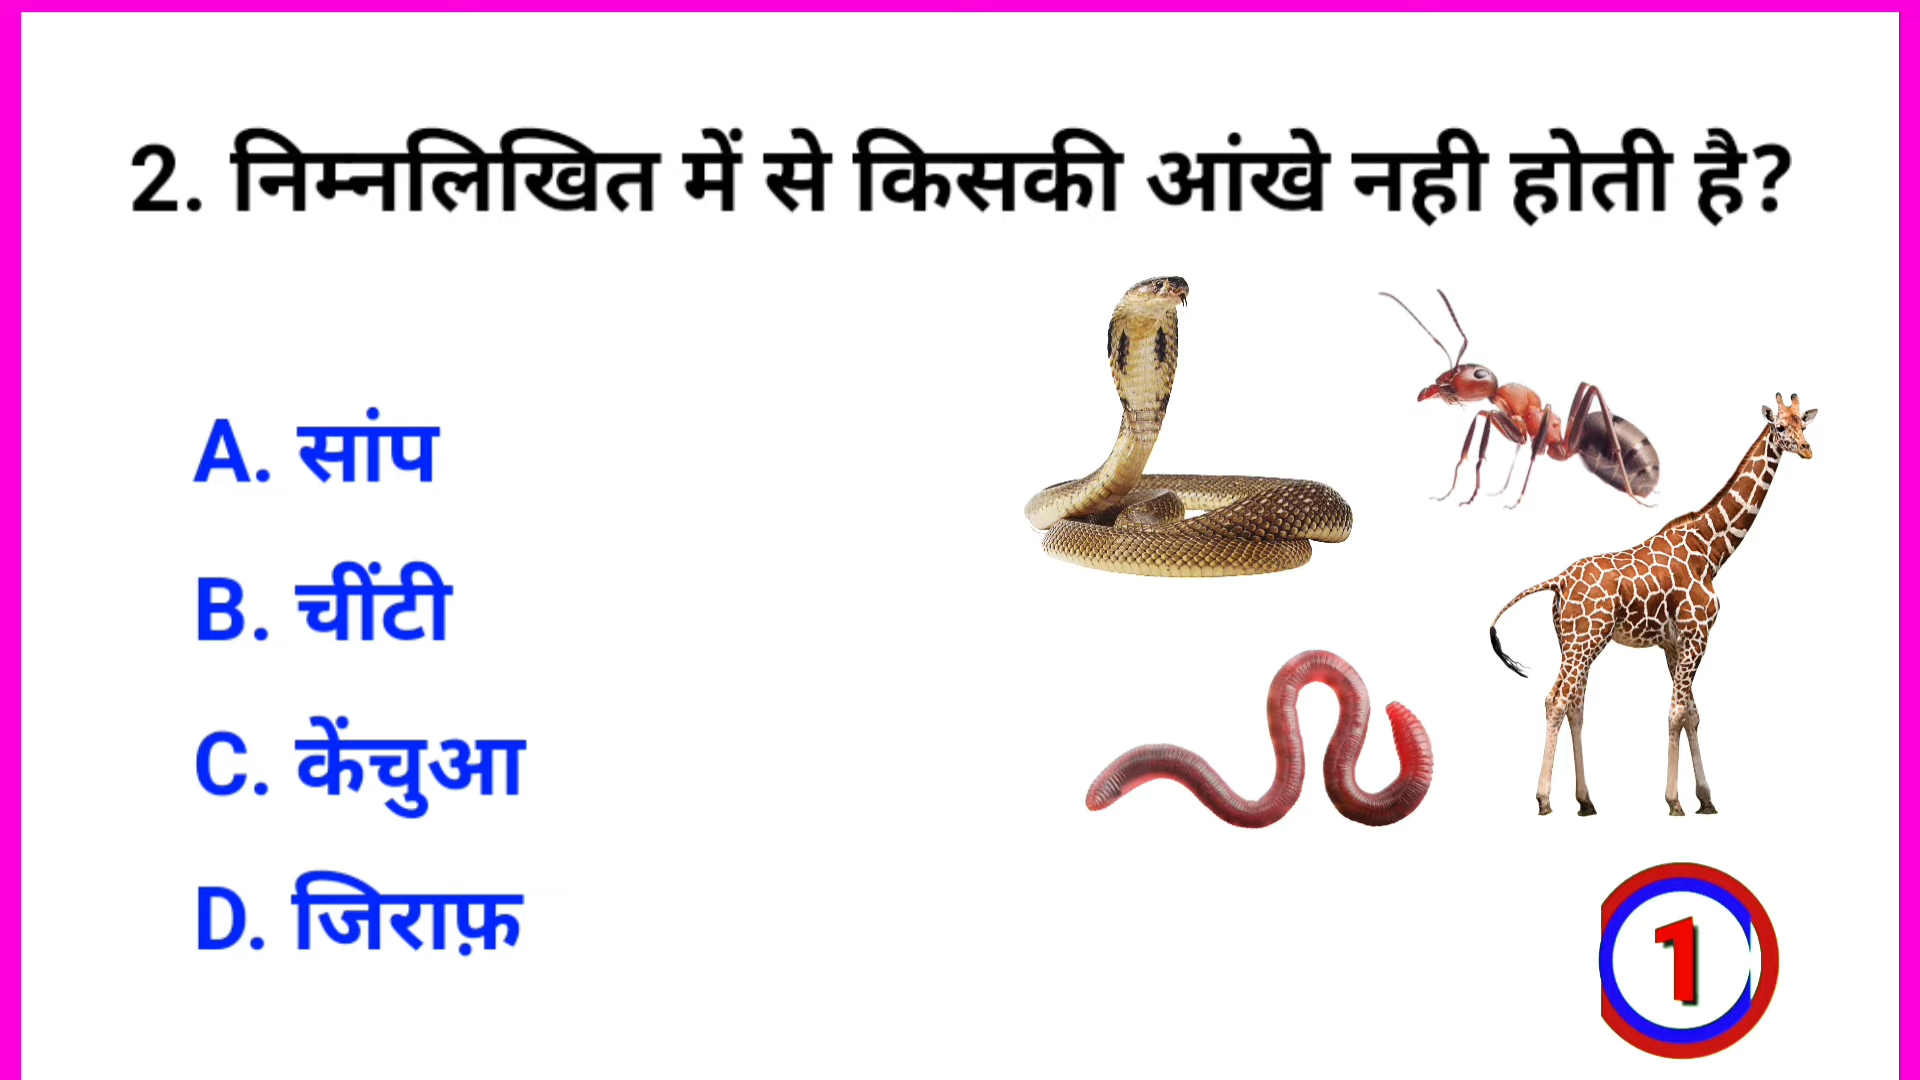 2. निम्नलिखित में से किसकी आंखे नही होती है?
A. सांप
B. चींटी
C. केंचुआ
D. जिराफ़
1